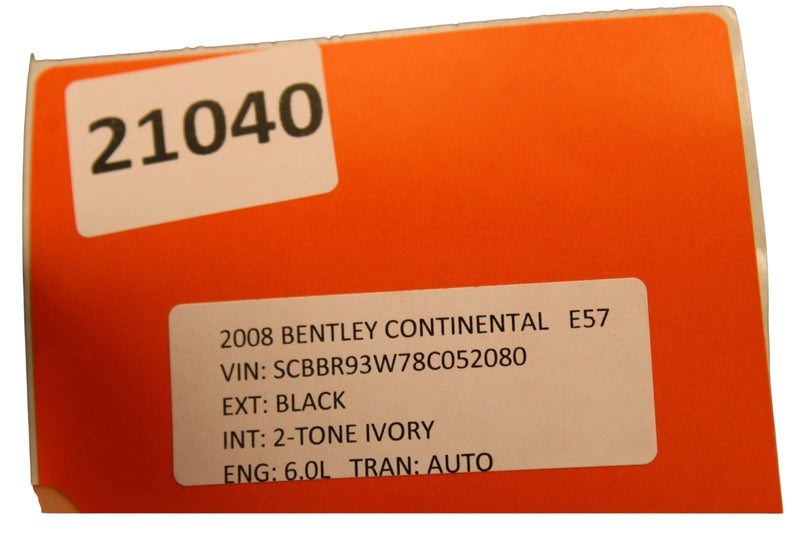 21040
2008 BENTLEY CONTINENTAL E57
VIN: SCBBR93W78C052080
EXT: BLACK
INT: 2-TONE IVORY
ENG: 6.0L TRAN: AUTO